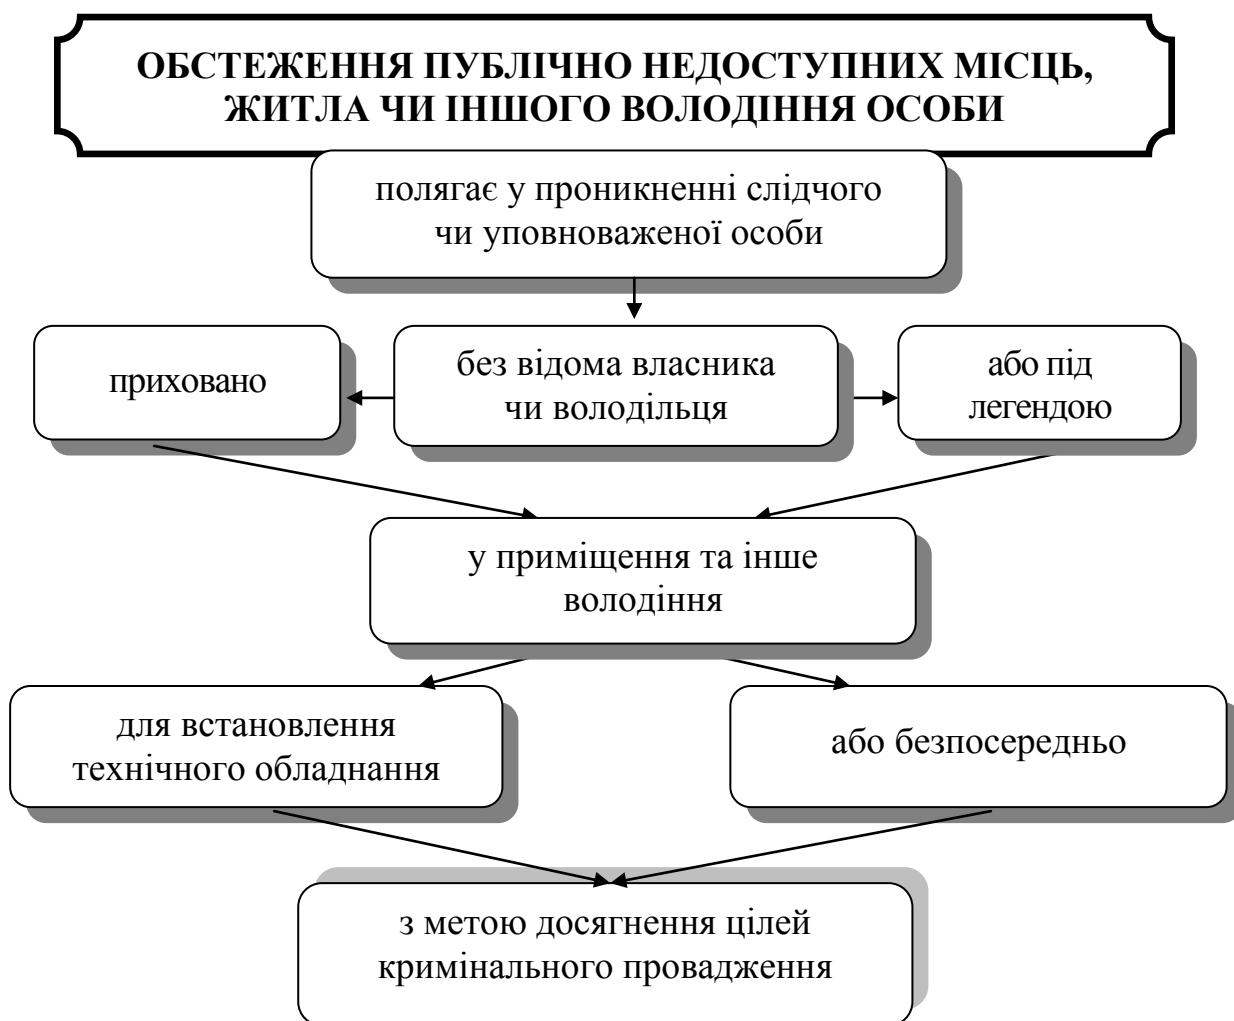 ОБСТЕЖЕННЯ ПУБЛІЧНО НЕДОСТУПНИХ МІСЦЬ,
ЖИТЛА ЧИ ІНШОГО ВОЛОДІННЯ ОСОБИ
полягає у проникненні слідчого
чи уповноваженої особи
приховано
без відома власника
чи володільця
або під
легендою
у приміщення та інше
володіння
для встановлення
технічного обладнання
або безпосередньо
з метою досягнення цілей
кримінального провадження